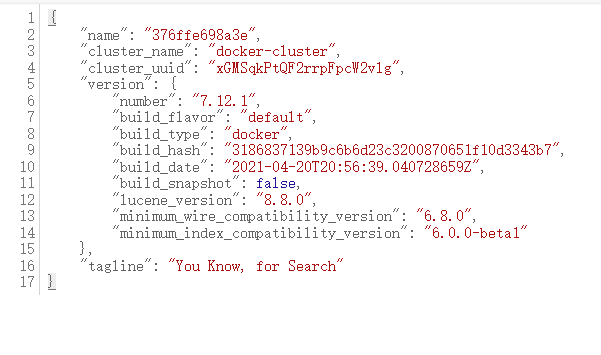 1 {
2 "name": "376ffe698a3e",
3 "cluster_name": "docker-cluster",
4 "cluster_uuid": "xGMSqkPtQF2rrpFpcW2v1g",
5 "version": {
6 "number": "7.12.1",
7 "build_flavor": "default",
8 "build_type": "docker",
9 "build_hash": "3186837139b9c6b6d23c3200870651f10d3343b7",
10 "build_date": "2021-04-20T20:56:39.040728659Z",
11 "build_snapshot": false,
12 "lucene_version": "8.8.0",
13 "minimum_wire_compatibility_version": "6.8.0",
14 "minimum_index_compatibility_version": "6.0.0-beta1"
15 },
16 "tagline": "You Know, for Search"
17 }